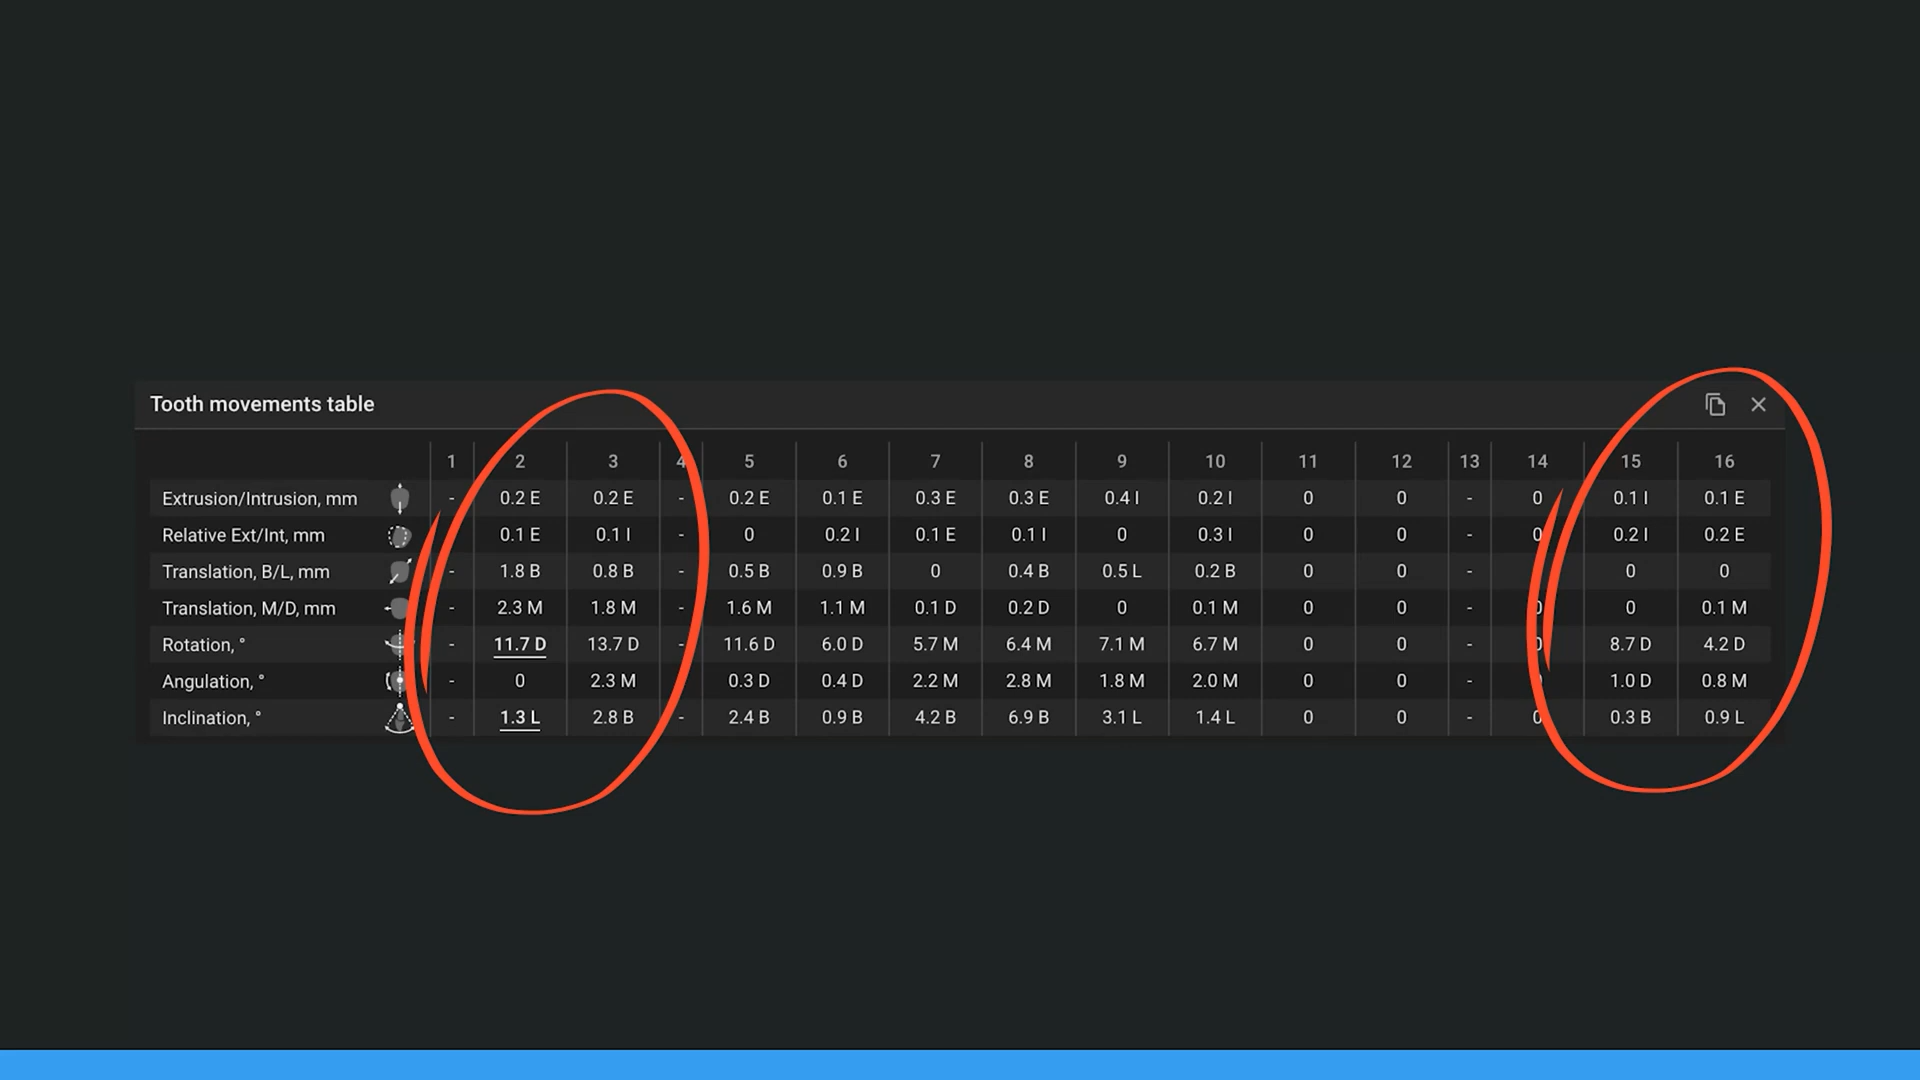 Tooth movements table
1 2 3 4 5 6 7 8 9 10 11 12 13 14 15 16
Extrusion/Intrusion, mm - 0.2 E 0.2 E - 0.2 E 0.1 E 0.3 E 0.3 E 0.4 I 0.2 I 0 0 - 0 0.1 I 0.1 E
Relative Ext/Int, mm - 0.1 E 0.1 I - 0 0.2 I 0.1 E 0.1 I 0 0.3 I 0 0 - 0 0.2 I 0.2 E
Translation, B/L, mm - 1.8 B 0.8 B - 0.5 B 0.9 B 0 0.4 B 0.5 L 0.2 B 0 0 - 0 0 0
Translation, M/D, mm - 2.3 M 1.8 M - 1.6 M 1.1 M 0.1 D 0.2 D 0 0.1 M 0 0 - 0 0 0.1 M
Rotation, ° - 11.7 D 13.7 D - 11.6 D 6.0 D 5.7 M 6.4 M 7.1 M 6.7 M 0 0 - 0 8.7 D 4.2 D
Angulation, ° - 0 2.3 M - 0.3 D 0.4 D 2.2 M 2.8 M 1.8 M 2.0 M 0 0 - 0 1.0 D 0.8 M
Inclination, ° - 1.3 L 2.8 B - 2.4 B 0.9 B 4.2 B 6.9 B 3.1 L 1.4 L 0 0 - 0 0.3 B 0.9 L